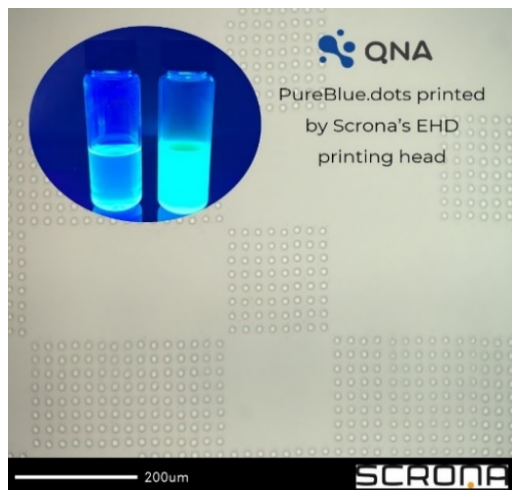 QNA
PureBlue.dots printed
by Scrona's EHD
printing head
200um
SCRONA